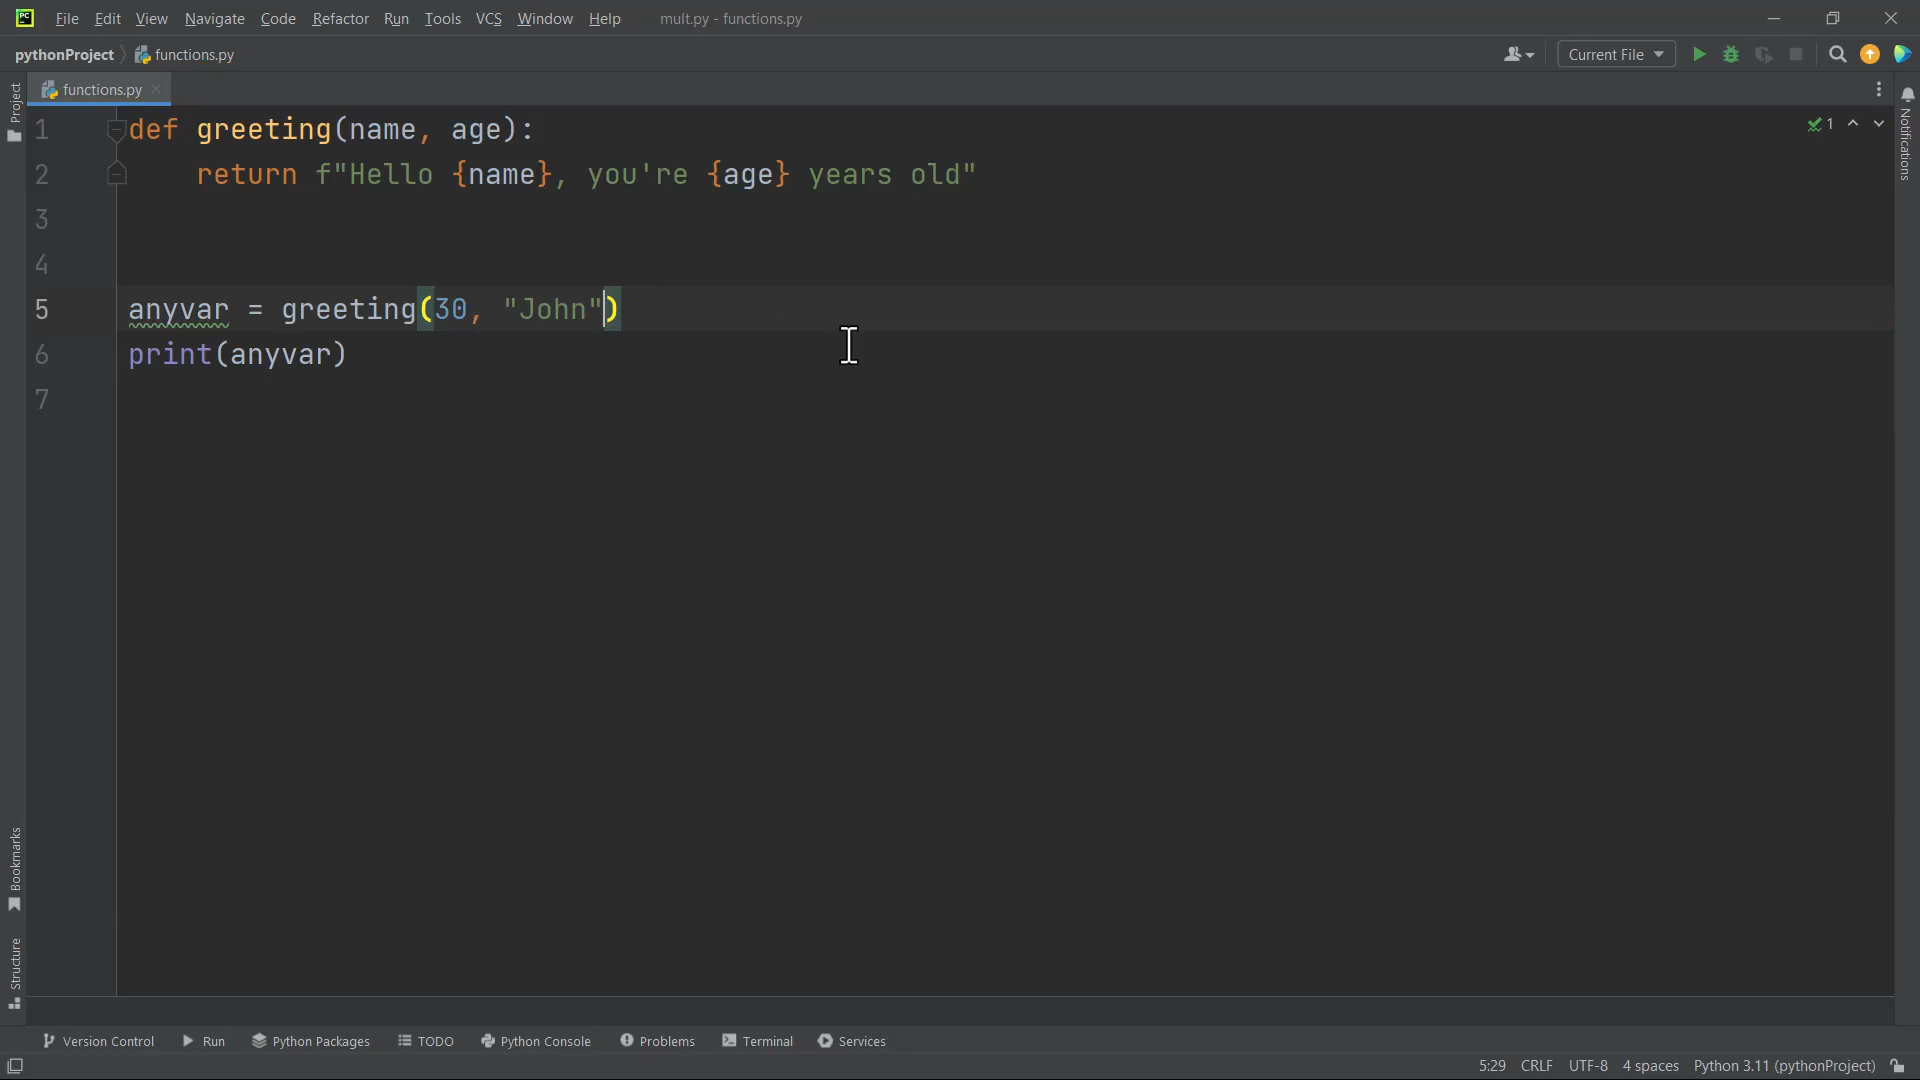 PC File Edit View Navigate Code Refactor Run Tools VCS Window Help mult.py - functions.py
pythonProject functions.py Current File
Project functions.py
1 def greeting(name, age):
1
2 return f"Hello {name}, you're {age} years old"
Notifications
3
4
5 anyvar = greeting(30, "John")
6 print(anyvar)
7
Bookmarks
Structure
Version Control Run Python Packages TODO Python Console Problems Terminal Services
5:29 CRLF UTF-8 4 spaces Python 3.11 (pythonProject)